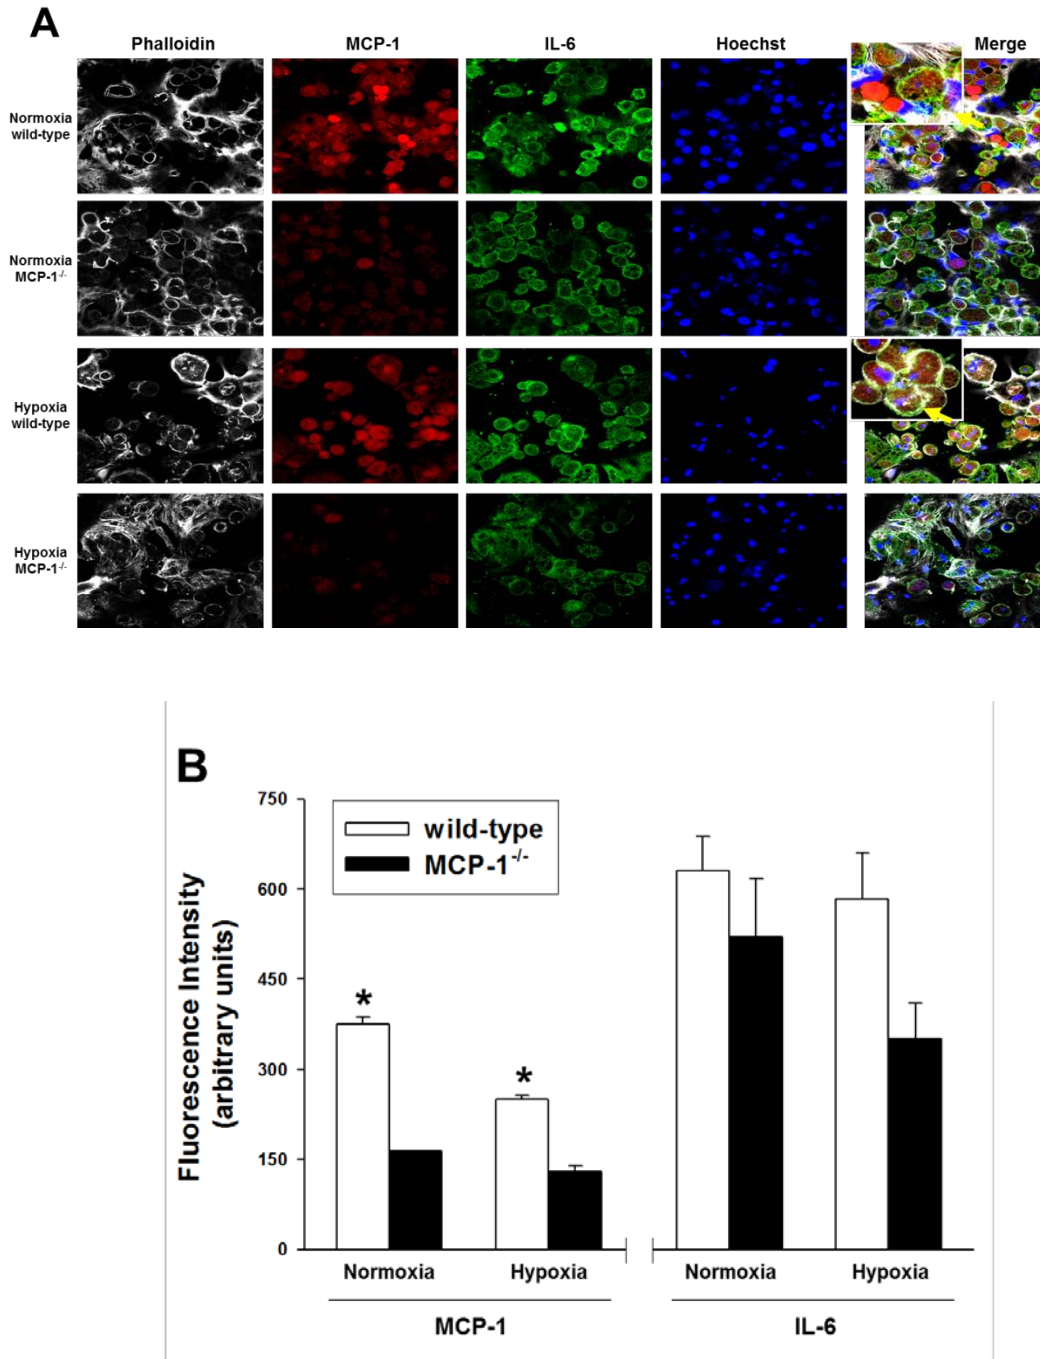 A
Phalloidin MCP-1 IL-6 Hoechst Merge
Normoxia
wild-type
Normoxia
MCP-1-/-
Hypoxia
wild-type
Hypoxia
MCP-1-/-
B
750
600
450
300
150
0
Fluorescence Intensity
(arbitrary units)
wild-type
MCP-1-/-
*
*
Normoxia Hypoxia Normoxia Hypoxia
MCP-1 IL-6